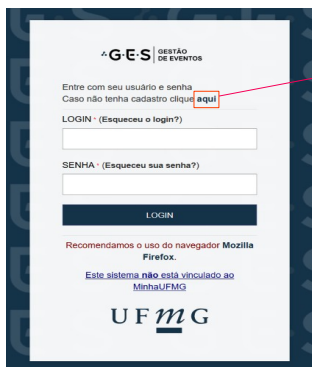 G·E·S GESTÃO
DE EVENTOS
Entre com seu usuário e senha
Caso não tenha cadastro clique aqui
LOGIN * (Esqueceu o login?)
SENHA * (Esqueceu sua senha?)
LOGIN
Recomendamos o uso do navegador Mozilla
Firefox.
Este sistema não está vinculado ao
MinhaUFMG
UFmG